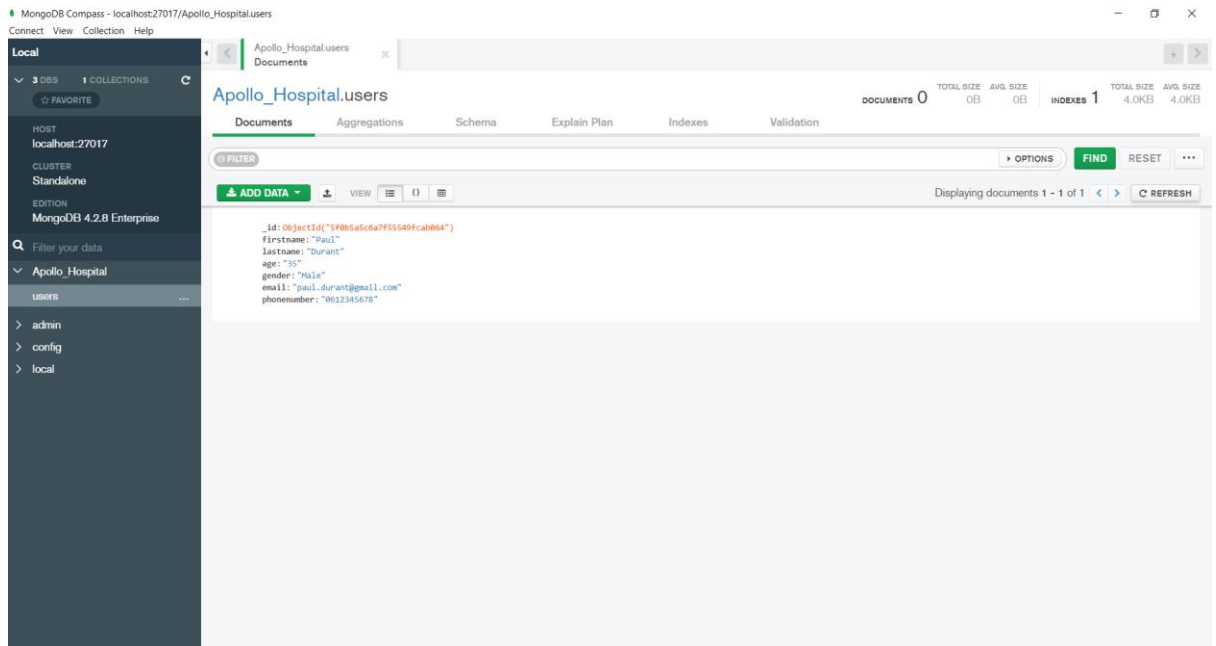 MongoDB Compass - localhost:27017/Apollo_Hospital.users
Connect View Collection Help
Local
3 DBS 1 COLLECTIONS
FAVORITE
HOST
localhost:27017
CLUSTER
Standalone
EDITION
MongoDB 4.2.8 Enterprise
Filter your data
Apollo_Hospital
users ...
admin
config
local
Apollo_Hospital.users
Documents
Apollo_Hospital.users
DOCUMENTS 0 TOTAL SIZE 0B AVG. SIZE 0B INDEXES 1 TOTAL SIZE 4.0KB AVG. SIZE 4.0KB
Documents Aggregations Schema Explain Plan Indexes Validation
FILTER OPTIONS FIND RESET ...
ADD DATA VIEW {} Displaying documents 1 - 1 of 1 < > REFRESH
_id: ObjectId("5f0b5a5c6a7f55549fcab064")
firstname: "Paul"
lastname: "Durant"
age: "35"
gender: "Male"
email: "paul.durant@gmail.com"
phonenumber: "0612345678"